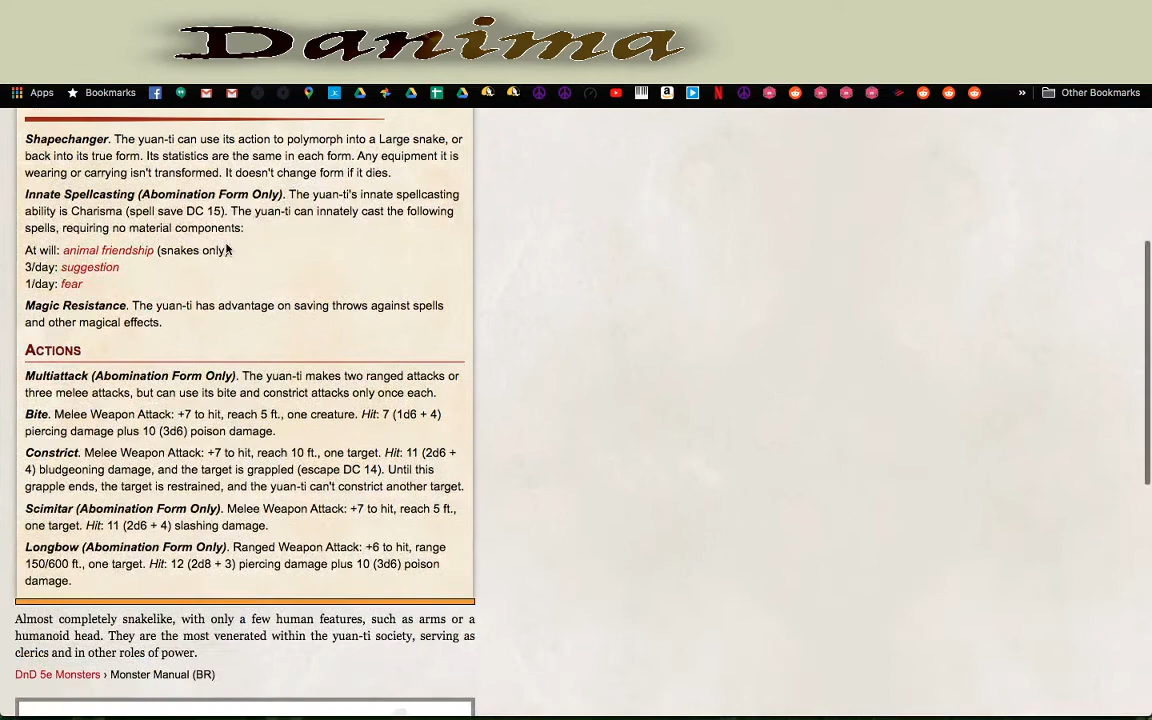 Danima
Apps Bookmarks » Other Bookmarks
Shapechanger. The yuan-ti can use its action to polymorph into a Large snake, or
back into its true form. Its statistics are the same in each form. Any equipment it is
wearing or carrying isn't transformed. It doesn't change form if it dies.
Innate Spellcasting (Abomination Form Only). The yuan-ti's innate spellcasting
ability is Charisma (spell save DC 15). The yuan-ti can innately cast the following
spells, requiring no material components:
At will: animal friendship (snakes only)
3/day: suggestion
1/day: fear
Magic Resistance. The yuan-ti has advantage on saving throws against spells
and other magical effects.
ACTIONS
Multiattack (Abomination Form Only). The yuan-ti makes two ranged attacks or
three melee attacks, but can use its bite and constrict attacks only once each.
Bite. Melee Weapon Attack: +7 to hit, reach 5 ft., one creature. Hit: 7 (1d6 + 4)
piercing damage plus 10 (3d6) poison damage.
Constrict. Melee Weapon Attack: +7 to hit, reach 10 ft., one target. Hit: 11 (2d6 +
4) bludgeoning damage, and the target is grappled (escape DC 14). Until this
grapple ends, the target is restrained, and the yuan-ti can't constrict another target.
Scimitar (Abomination Form Only). Melee Weapon Attack: +7 to hit, reach 5 ft.,
one target. Hit: 11 (2d6 + 4) slashing damage.
Longbow (Abomination Form Only). Ranged Weapon Attack: +6 to hit, range
150/600 ft., one target. Hit: 12 (2d8 + 3) piercing damage plus 10 (3d6) poison
damage.
Almost completely snakelike, with only a few human features, such as arms or a
humanoid head. They are the most venerated within the yuan-ti society, serving as
clerics and in other roles of power.
DnD 5e Monsters › Monster Manual (BR)